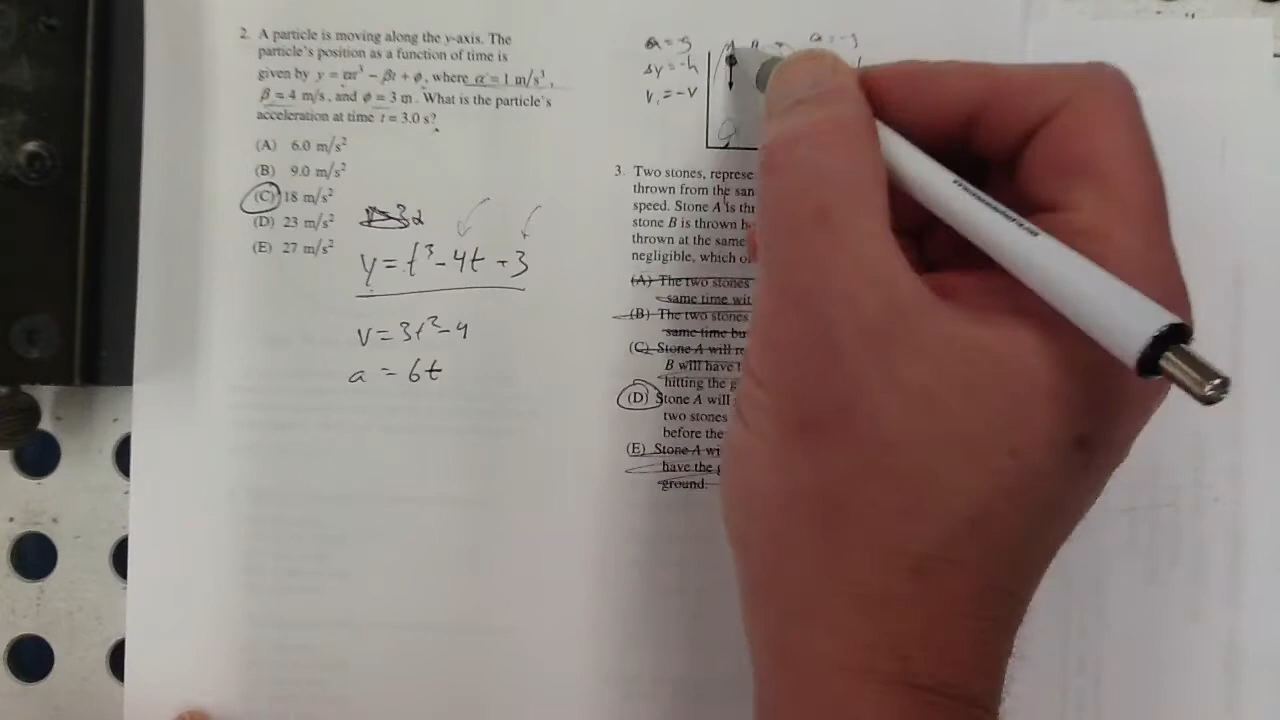 2. A particle is moving along the y-axis. The
particle's position as a function of time is
given by y = αt³ − βt + φ, where α = 1 m/s³,
β = 4 m/s, and φ = 3 m. What is the particle's
acceleration at time t = 3.0 s?
(A) 6.0 m/s²
(B) 9.0 m/s²
(C) 18 m/s²
(D) 23 m/s²
(E) 27 m/s²
y = t³ − 4t + 3
v = 3t² − 4
a = 6t
Δy = −h
v₁ = −v
a = −g
3. Two stones, represe
thrown from the san
speed. Stone A is thr
stone B is thrown h
thrown at the same
negligible, which o
(A) The two stones
same time wit
(B) The two stones
same time bu
(C) Stone A will re
B will have t
hitting the g
(D) Stone A will
two stones
before the
(E) Stone A wi
have the g
ground.